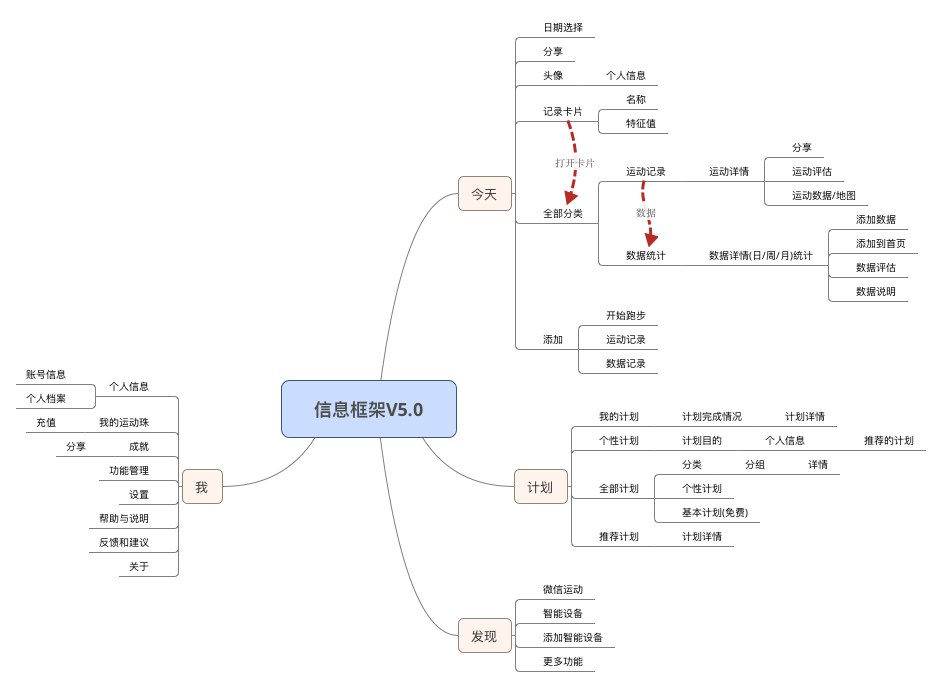 信息框架V5.0
今天
日期选择
分享
头像
个人信息
记录卡片
名称
特征值
打开卡片
全部分类
运动记录
运动详情
分享
运动评估
运动数据/地图
数据
数据统计
数据详情(日/周/月)统计
添加数据
添加到首页
数据评估
数据说明
添加
开始跑步
运动记录
数据记录
计划
我的计划
计划完成情况
计划详情
个性计划
计划目的
个人信息
推荐的计划
全部计划
分类
分组
详情
个性计划
基本计划(免费)
推荐计划
计划详情
发现
微信运动
智能设备
添加智能设备
更多功能
我
个人信息
账号信息
个人档案
我的运动珠
充值
成就
分享
功能管理
设置
帮助与说明
反馈和建议
关于